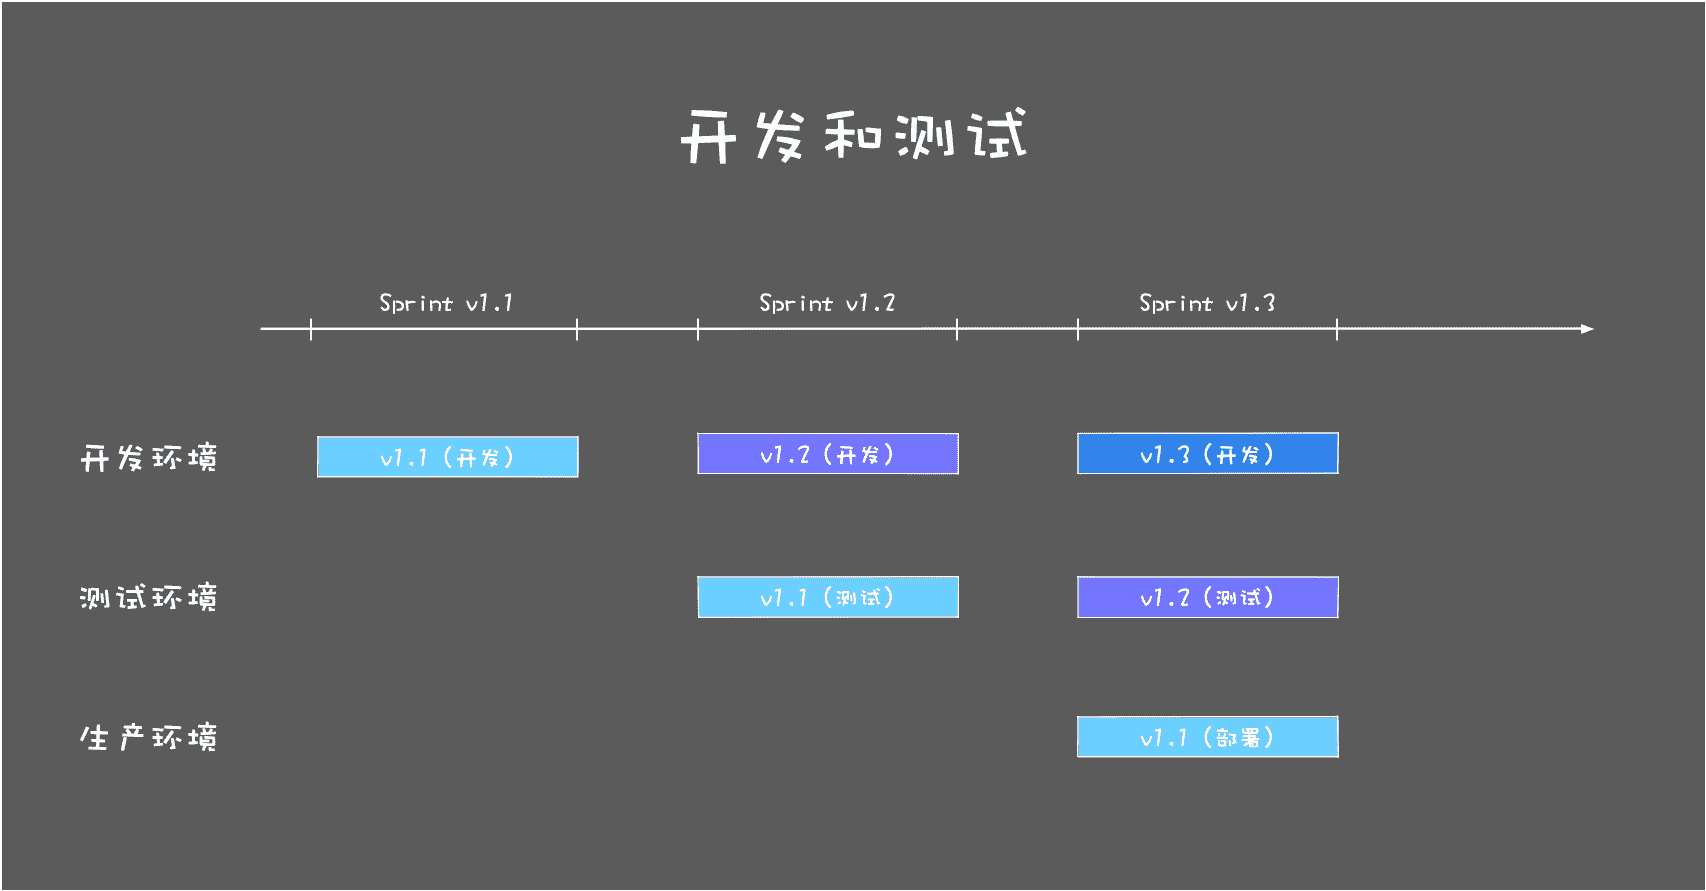 开发和测试
Sprint v1.1
Sprint v1.2
Sprint v1.3
开发环境
v1.1（开发）
v1.2（开发）
v1.3（开发）
测试环境
v1.1（测试）
v1.2（测试）
生产环境
v1.1（部署）